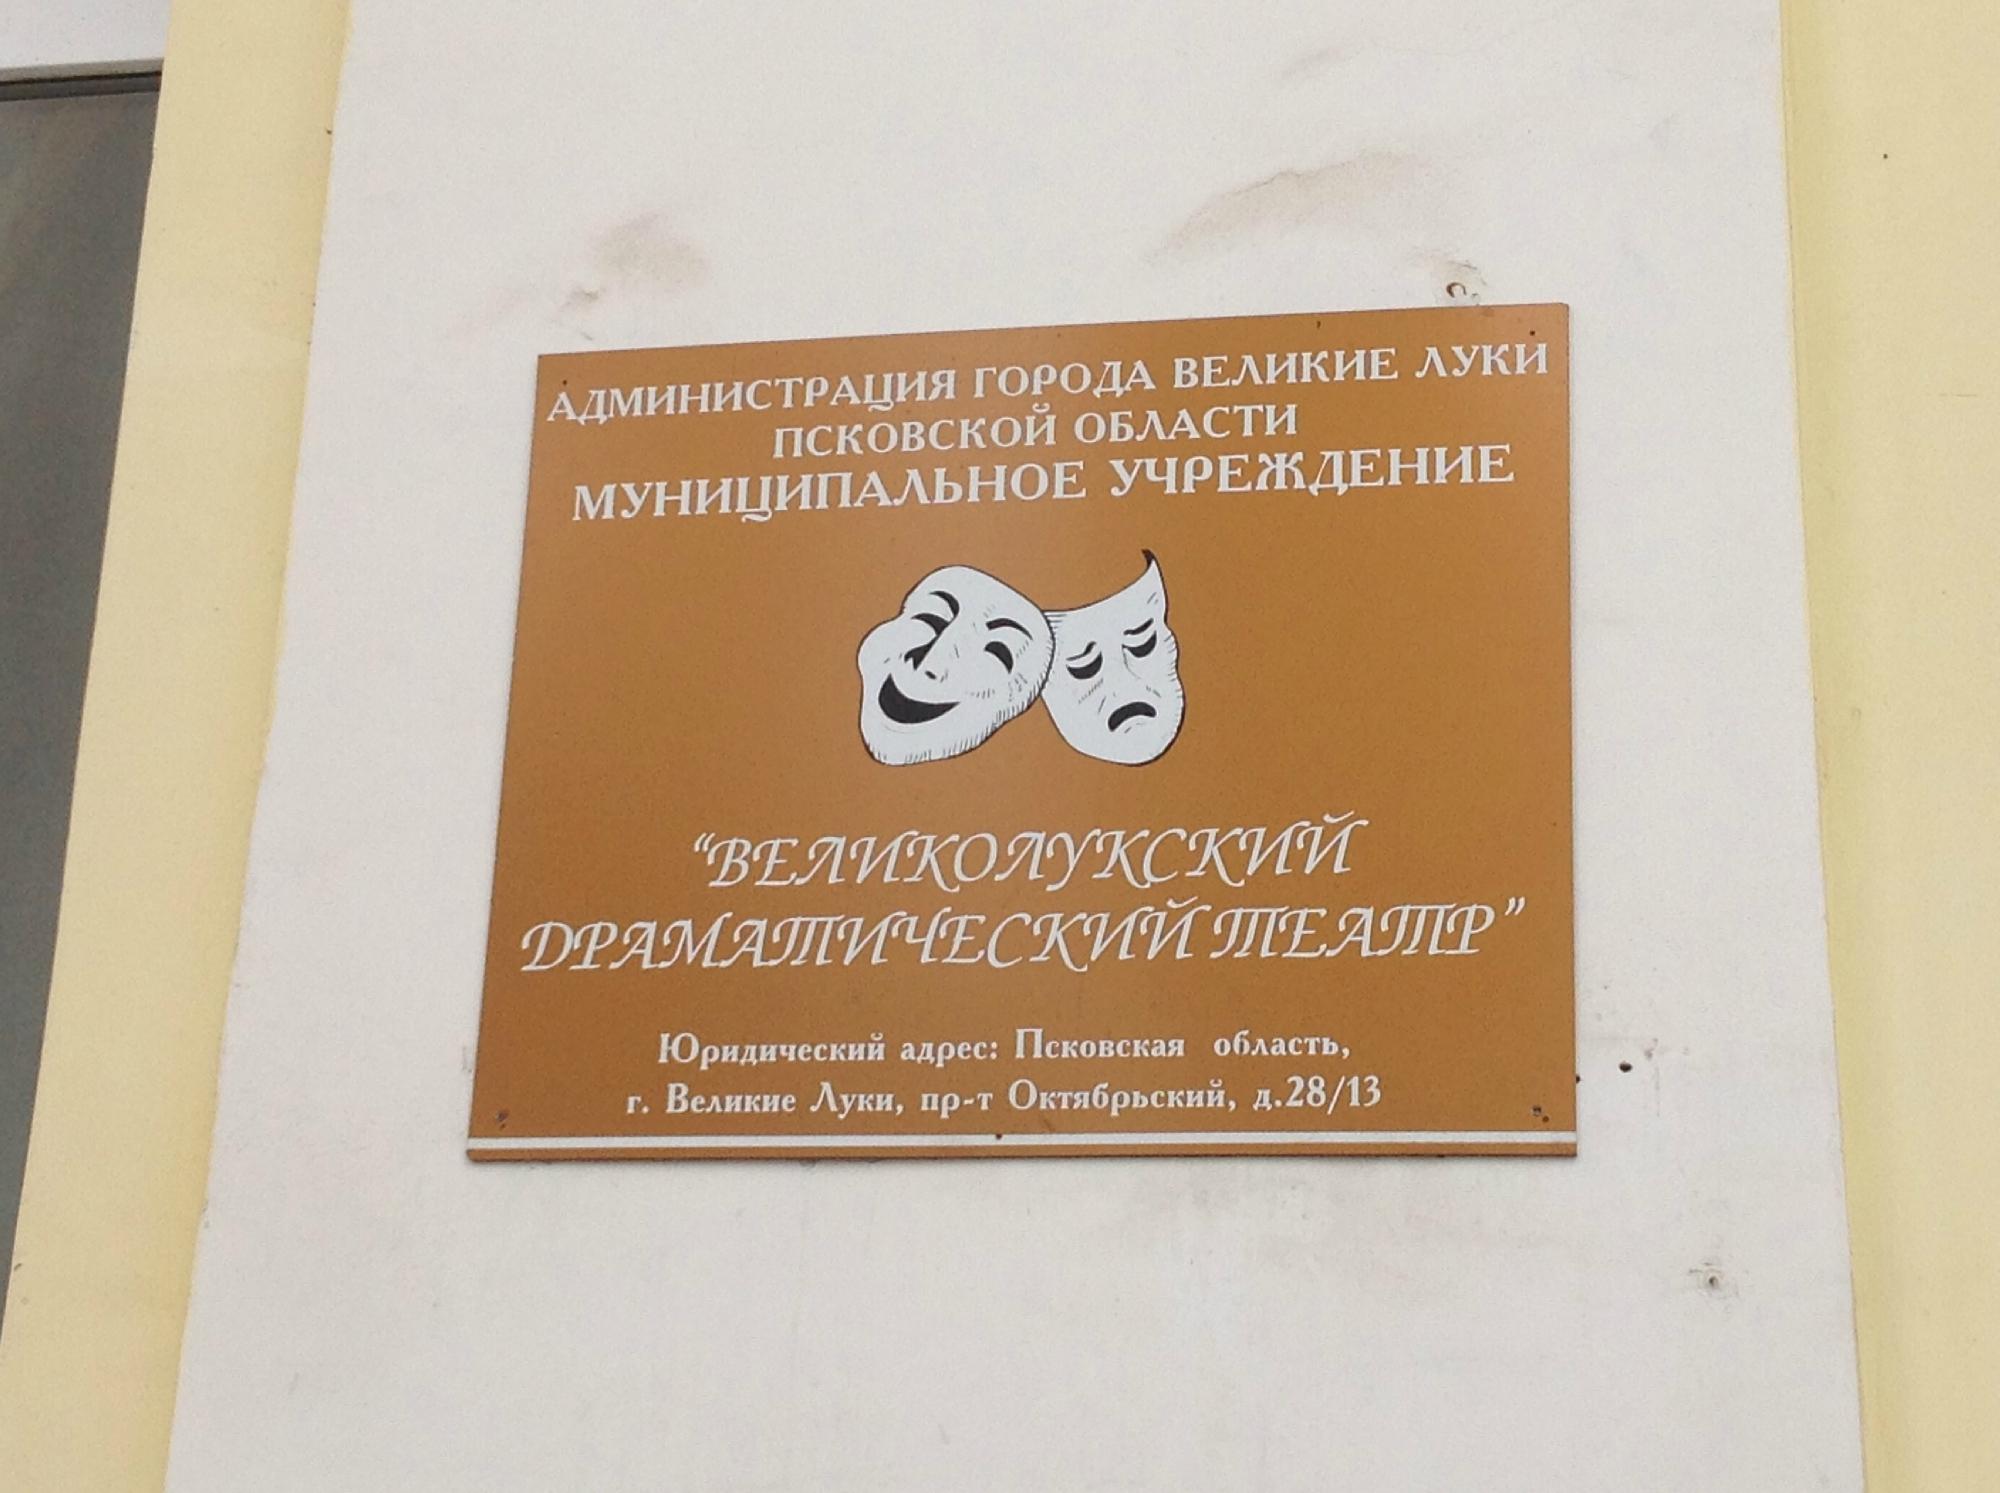 АДМИНИСТРАЦИЯ ГОРОДА ВЕЛИКИЕ ЛУКИ
ПСКОВСКОЙ ОБЛАСТИ
МУНИЦИПАЛЬНОЕ УЧРЕЖДЕНИЕ
“ВЕЛИКОЛУКСКИЙ
ДРАМАТИЧЕСКИЙ ТЕАТР”
Юридический адрес: Псковская область,
г. Великие Луки, пр-т Октябрьский, д.28/13